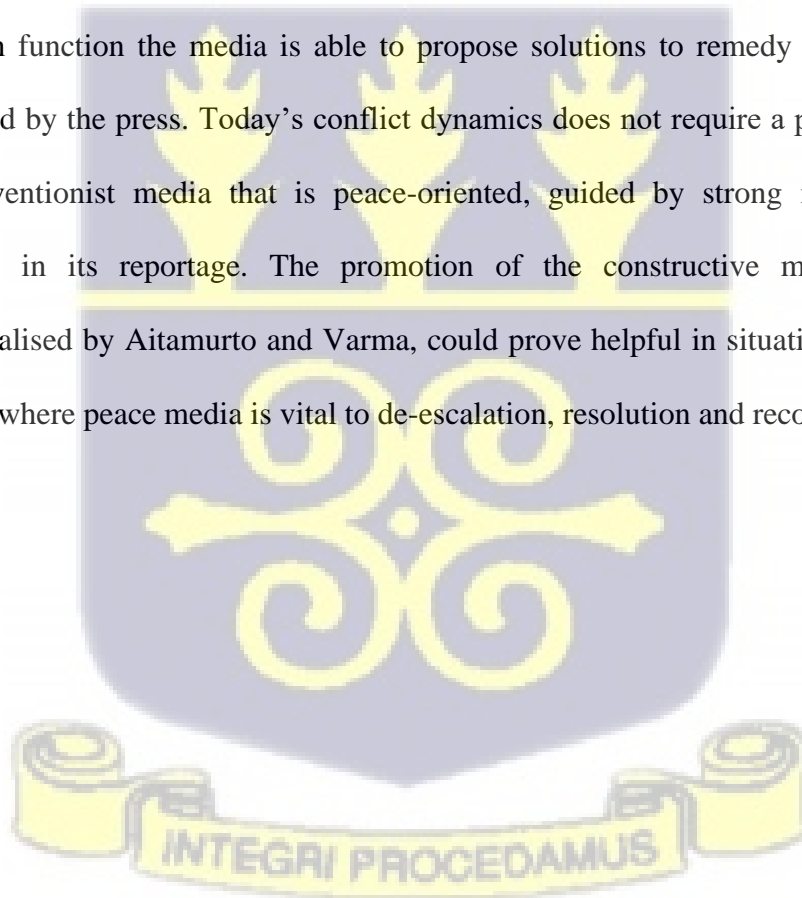 n function the media is able to propose solutions to remedy
d by the press. Today’s conflict dynamics does not require a p
ventionist media that is peace-oriented, guided by strong
in its reportage. The promotion of the constructive m
alised by Aitamurto and Varma, could prove helpful in situati
where peace media is vital to de-escalation, resolution and reco
INTEGRI PROCEDAMUS